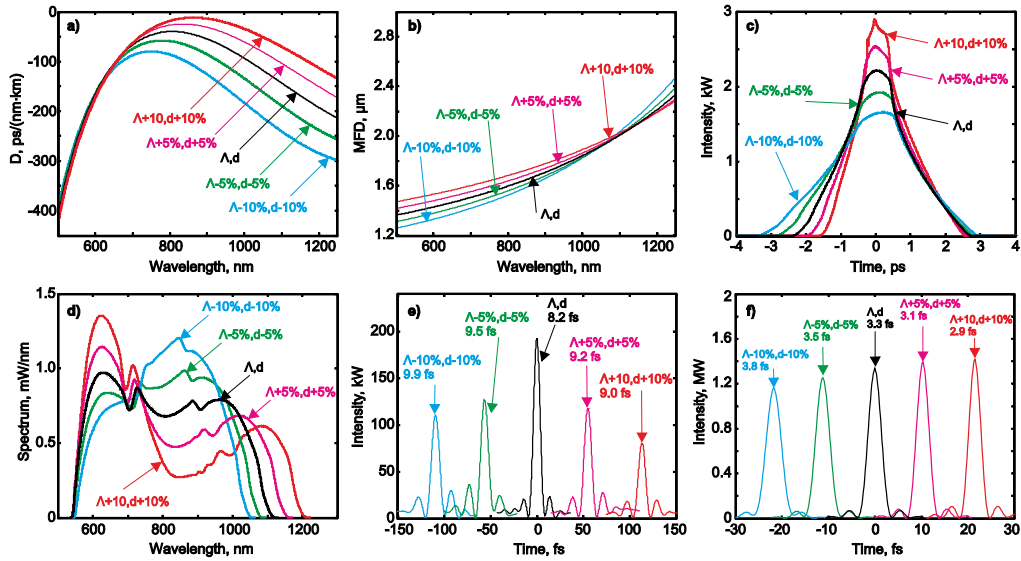 a)
D, ps/(nm·km)
0
-100
-200
-300
-400
600
800
1000
1200
Wavelength, nm
Λ+10,d+10%
Λ+5%,d+5%
Λ,d
Λ-5%,d-5%
Λ-10%,d-10%
b)
MFD, µm
2.8
2.4
2.0
1.6
1.2
600
800
1000
1200
Wavelength, nm
Λ+10,d+10%
Λ+5%,d+5%
Λ-5%,d-5%
Λ-10%,d-10%
Λ,d
c)
Intensity, kW
3
2
1
0
-4
-3
-2
-1
0
1
2
3
4
Time, ps
Λ+10,d+10%
Λ+5%,d+5%
Λ-5%,d-5%
Λ,d
Λ-10%,d-10%
d)
Spectrum, mW/nm
1.5
1.0
0.5
0
600
800
1000
1200
Wavelength, nm
Λ-10%,d-10%
Λ-5%,d-5%
Λ,d
Λ+5%,d+5%
Λ+10,d+10%
e)
Intensity, kW
200
150
100
50
0
-150
-100
-50
0
50
100
150
Time, fs
Λ-10%,d-10%
9.9 fs
Λ-5%,d-5%
9.5 fs
Λ,d
8.2 fs
Λ+5%,d+5%
9.2 fs
Λ+10,d+10%
9.0 fs
f)
Intensity, MW
2
1.6
1.2
0.8
0.4
0
-30
-20
-10
0
10
20
30
Time, fs
Λ-10%,d-10%
3.8 fs
Λ-5%,d-5%
3.5 fs
Λ,d
3.3 fs
Λ+5%,d+5%
3.1 fs
Λ+10,d+10%
2.9 fs